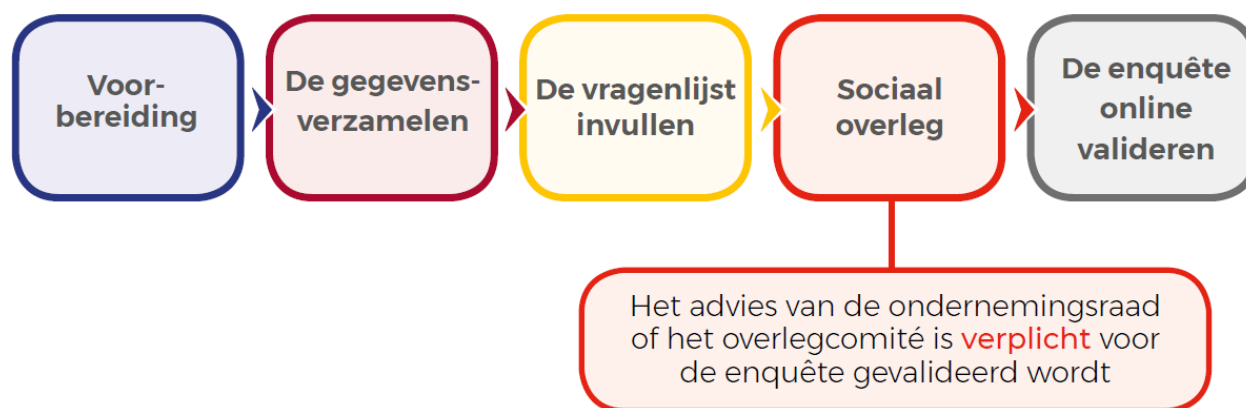 Voor-
bereiding
De gegevens-
verzamelen
De vragenlijst
invullen
Sociaal
overleg
De enquête
online
valideren
Het advies van de ondernemingsraad
of het overlegcomité is verplicht voor
de enquête gevalideerd wordt